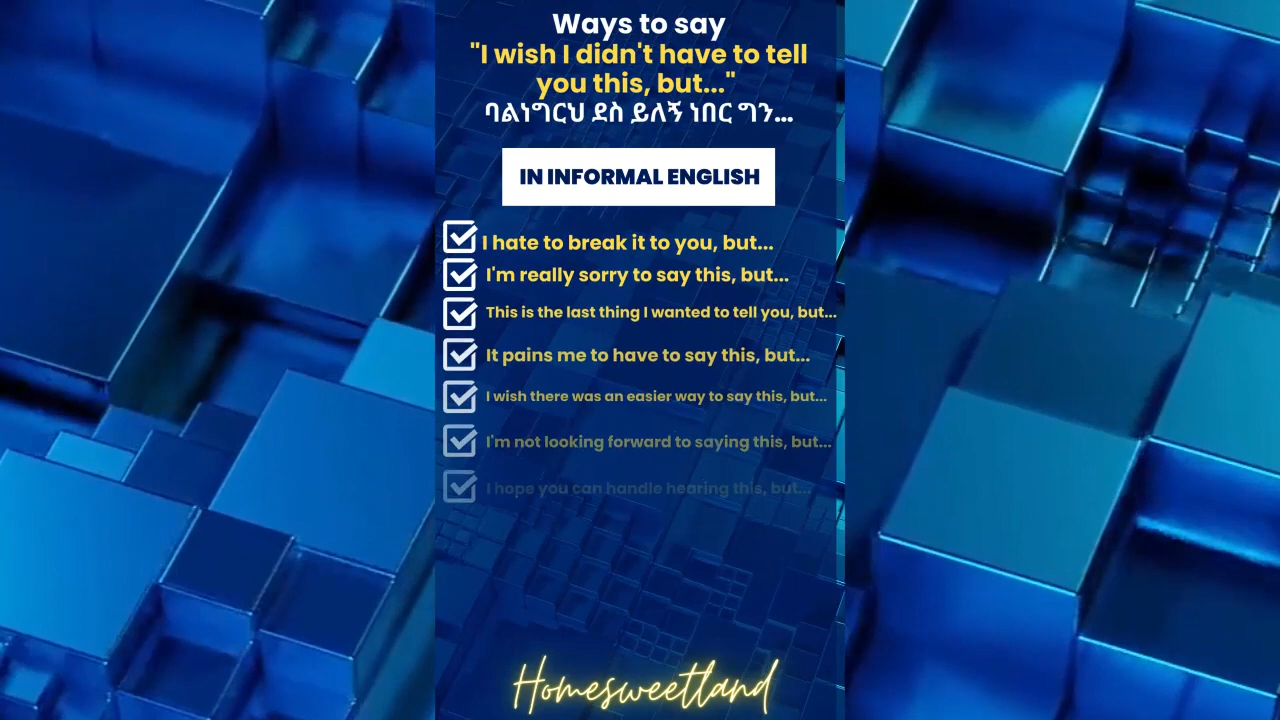 Ways to say
"I wish I didn't have to tell
you this, but..."
ባልነግርህ ደስ ይለኝ ነበር ግን...
IN INFORMAL ENGLISH
I hate to break it to you, but...
I'm really sorry to say this, but...
This is the last thing I wanted to tell you, but...
It pains me to have to say this, but...
I wish there was an easier way to say this, but...
I'm not looking forward to saying this, but...
I hope you can handle hearing this, but...
Homesweetland